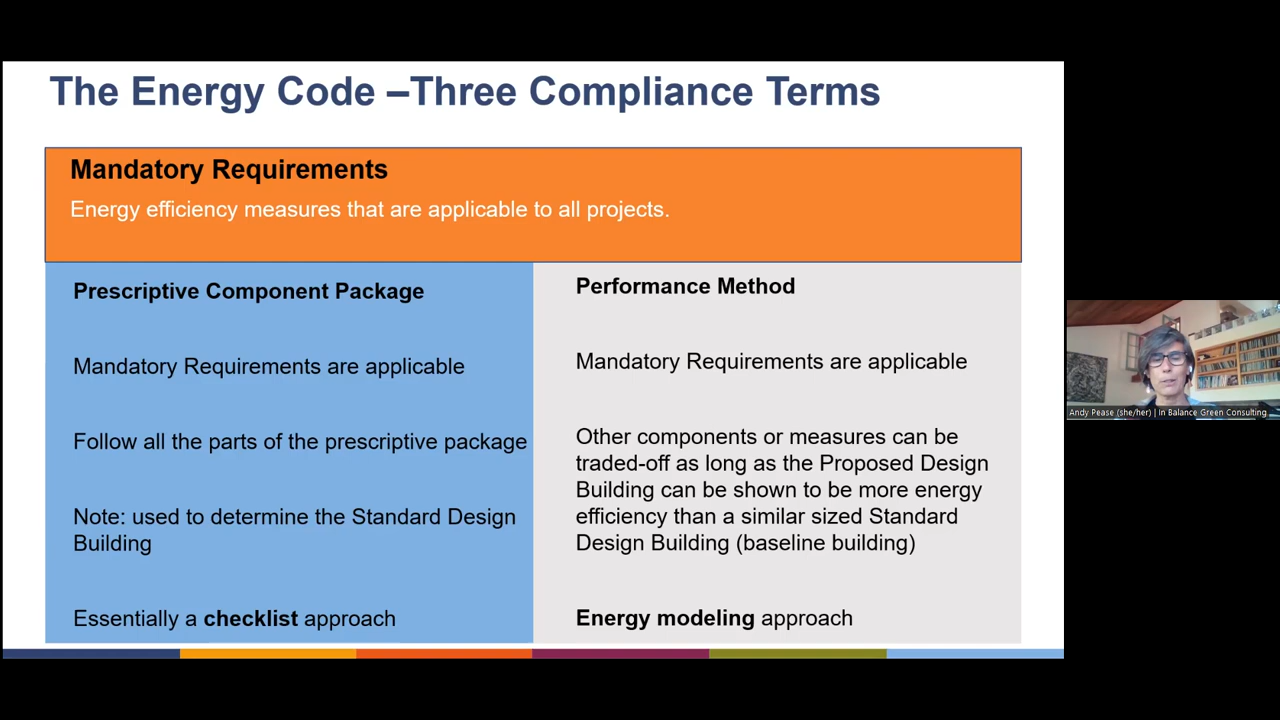 The Energy Code –Three Compliance Terms
Mandatory Requirements
Energy efficiency measures that are applicable to all projects.
Prescriptive Component Package
Mandatory Requirements are applicable
Follow all the parts of the prescriptive package
Note: used to determine the Standard Design
Building
Essentially a checklist approach
Performance Method
Mandatory Requirements are applicable
Other components or measures can be
traded-off as long as the Proposed Design
Building can be shown to be more energy
efficiency than a similar sized Standard
Design Building (baseline building)
Energy modeling approach
Andy Pease (she/her) | In Balance Green Consulting